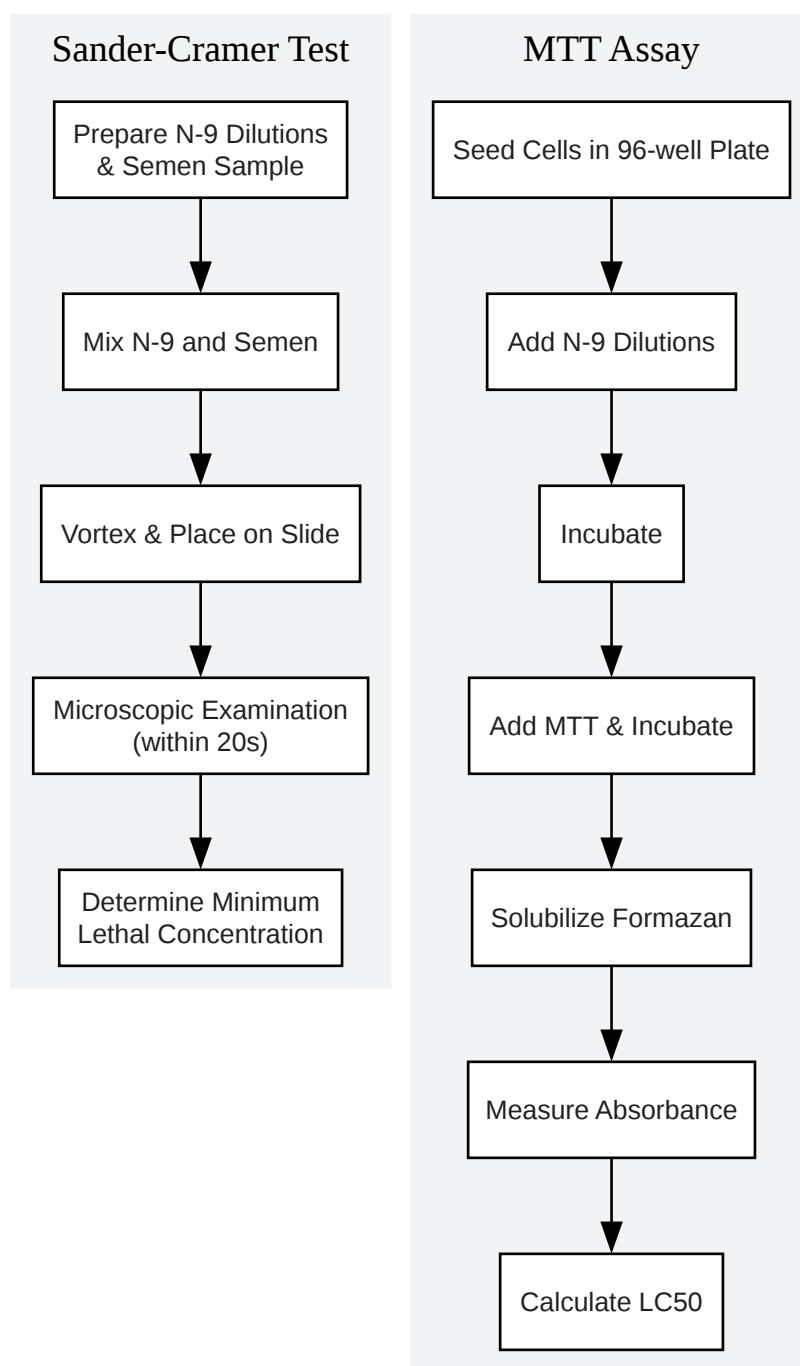 Sander-Cramer Test
Prepare N-9 Dilutions
& Semen Sample
Mix N-9 and Semen
Vortex & Place on Slide
Microscopic Examination
(within 20s)
Determine Minimum
Lethal Concentration
MTT Assay
Seed Cells in 96-well Plate
Add N-9 Dilutions
Incubate
Add MTT & Incubate
Solubilize Formazan
Measure Absorbance
Calculate LC50